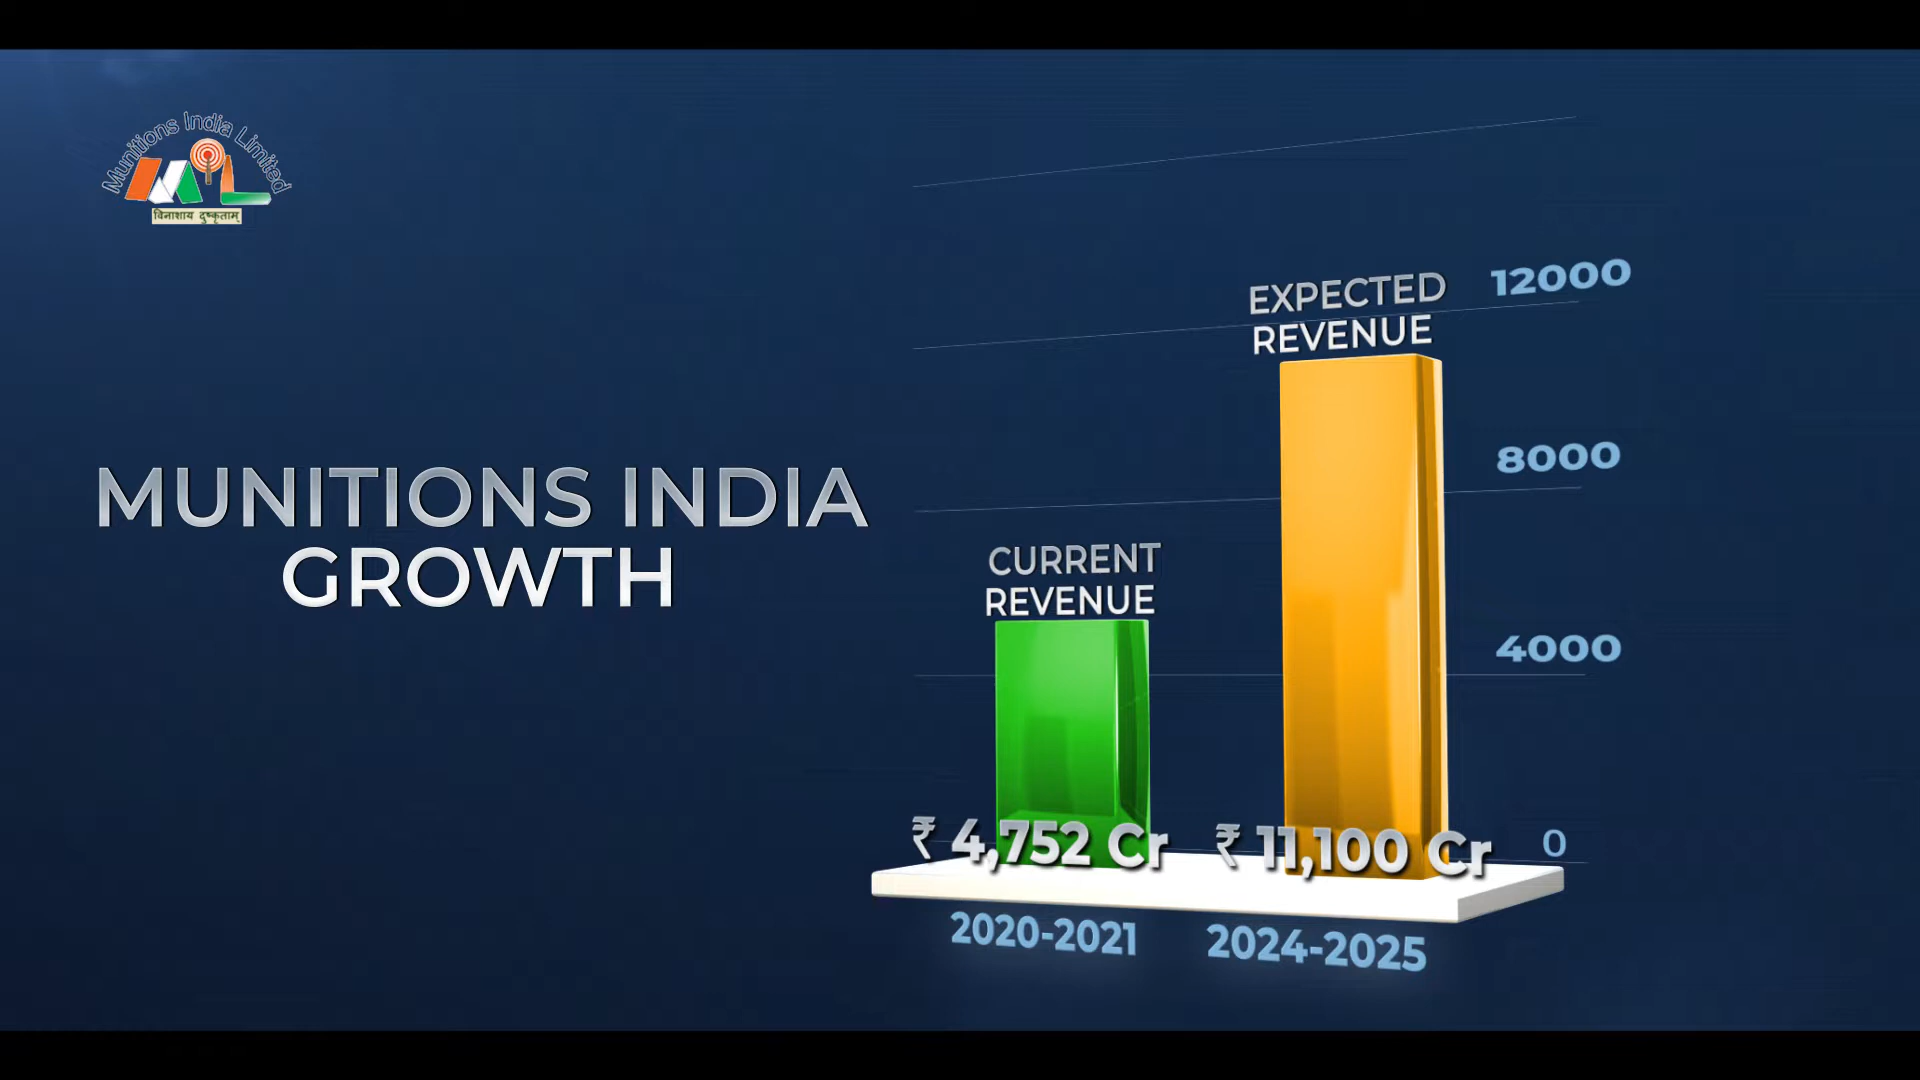 Munitions India Limited
विनाशाय दुष्कृताम्
MUNITIONS INDIA
GROWTH
EXPECTED
REVENUE
CURRENT
REVENUE
12000
8000
4000
0
₹ 4,752 Cr
₹ 11,100 Cr
2020-2021
2024-2025